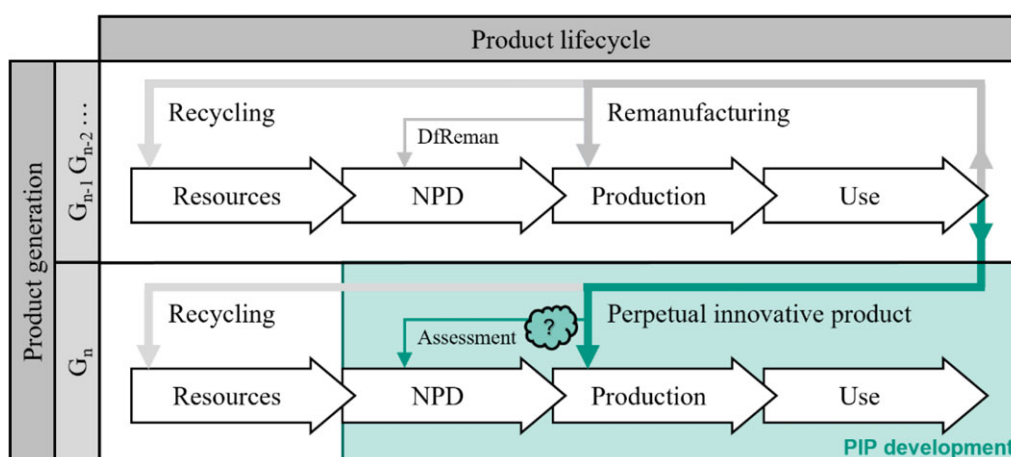 Product lifecycle
Product generation
Gn-1 Gn-2 …
Recycling
Remanufacturing
DfReman
Resources
NPD
Production
Use
Gn
Recycling
Perpetual innovative product
?
Assessment
Resources
NPD
Production
Use
PIP development